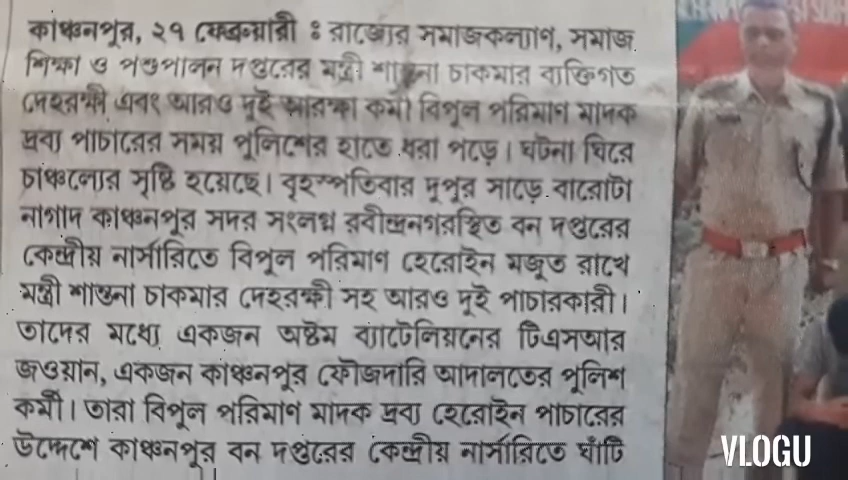 কাঞ্চনপুর, ২৭ ফেব্রুয়ারী ঃ রাজ্যের সমাজকল্যাণ, সমাজ
শিক্ষা ও পশুপালন দপ্তরের মন্ত্রী শান্তনা চাকমার ব্যক্তিগত
দেহরক্ষী এবং আরও দুই আরক্ষা কর্মী বিপুল পরিমাণ মাদক
দ্রব্য পাচারের সময় পুলিশের হাতে ধরা পড়ে। ঘটনা ঘিরে
চাঞ্চল্যের সৃষ্টি হয়েছে। বৃহস্পতিবার দুপুর সাড়ে বারোটা
নাগাদ কাঞ্চনপুর সদর সংলগ্ন রবীন্দ্রনগরস্থিত বন দপ্তরের
কেন্দ্রীয় নার্সারিতে বিপুল পরিমাণ হেরোইন মজুত রাখে
মন্ত্রী শান্তনা চাকমার দেহরক্ষী সহ আরও দুই পাচারকারী।
তাদের মধ্যে একজন অষ্টম ব্যাটেলিয়নের টিএসআর
জওয়ান, একজন কাঞ্চনপুর ফৌজদারি আদালতের পুলিশ
কর্মী। তারা বিপুল পরিমাণ মাদক দ্রব্য হেরোইন পাচারের
উদ্দেশে কাঞ্চনপুর বন দপ্তরের কেন্দ্রীয় নার্সারিতে ঘাঁটি
VLOGU